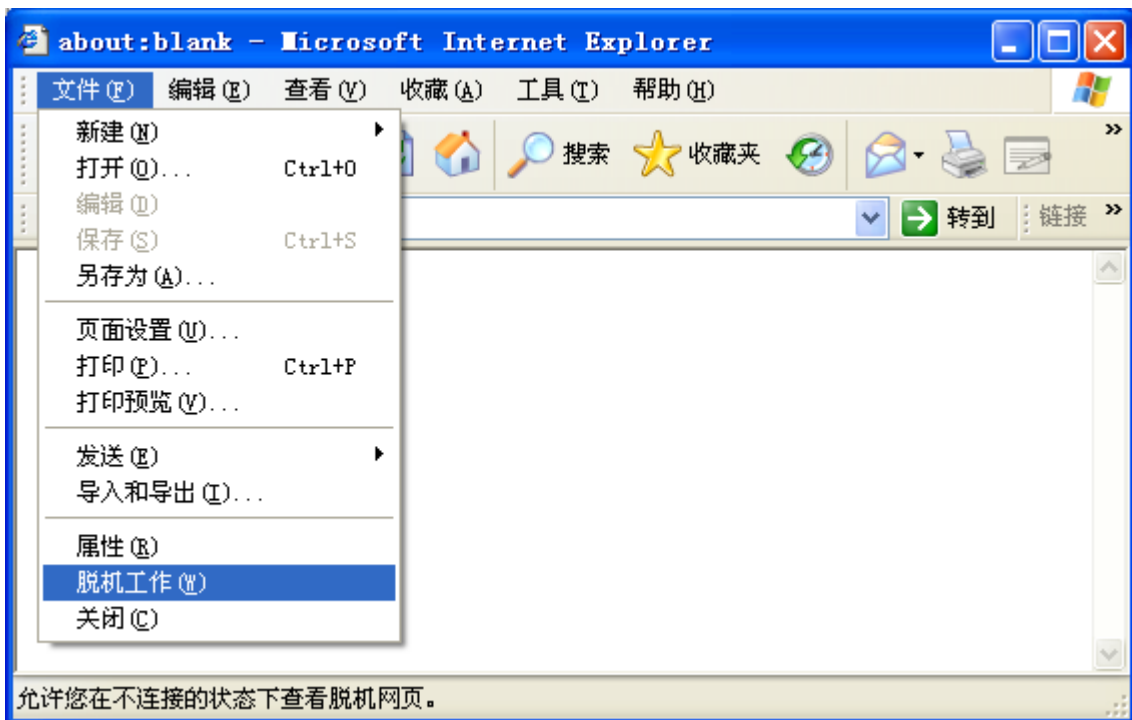 about:blank - Microsoft Internet Explorer
文件(F) 编辑(E) 查看(V) 收藏(A) 工具(T) 帮助(H)
新建(N)
打开(O)... Ctrl+O
编辑(D)
保存(S) Ctrl+S
另存为(A)...
页面设置(U)...
打印(P)... Ctrl+P
打印预览(V)...
发送(E)
导入和导出(I)...
属性(R)
脱机工作(W)
关闭(C)
搜索 收藏夹
转到 链接
允许您在不连接的状态下查看脱机网页。